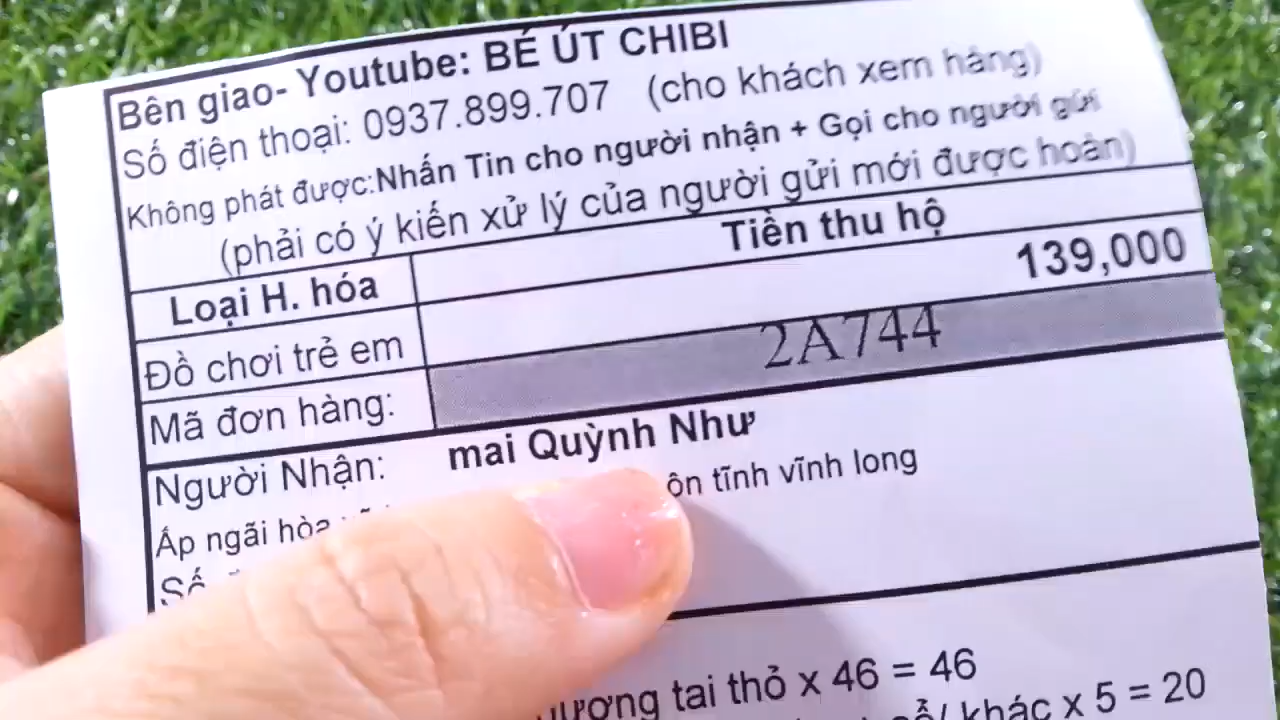 Bên giao- Youtube: BÉ ÚT CHIBI
Số điện thoại: 0937.899.707 (cho khách xem hàng)
Không phát được:Nhấn Tin cho người nhận + Gọi cho người gửi
(phải có ý kiến xử lý của người gửi mới được hoàn)
Loại H. hóa Tiền thu hộ
Đồ chơi trẻ em 139,000
Mã đơn hàng: 2A744
Người Nhận: mai Quỳnh Như
Ấp ngãi hòa ôn tĩnh vĩnh long
Số
tai thỏ x 46 = 46
khác x 5 = 20